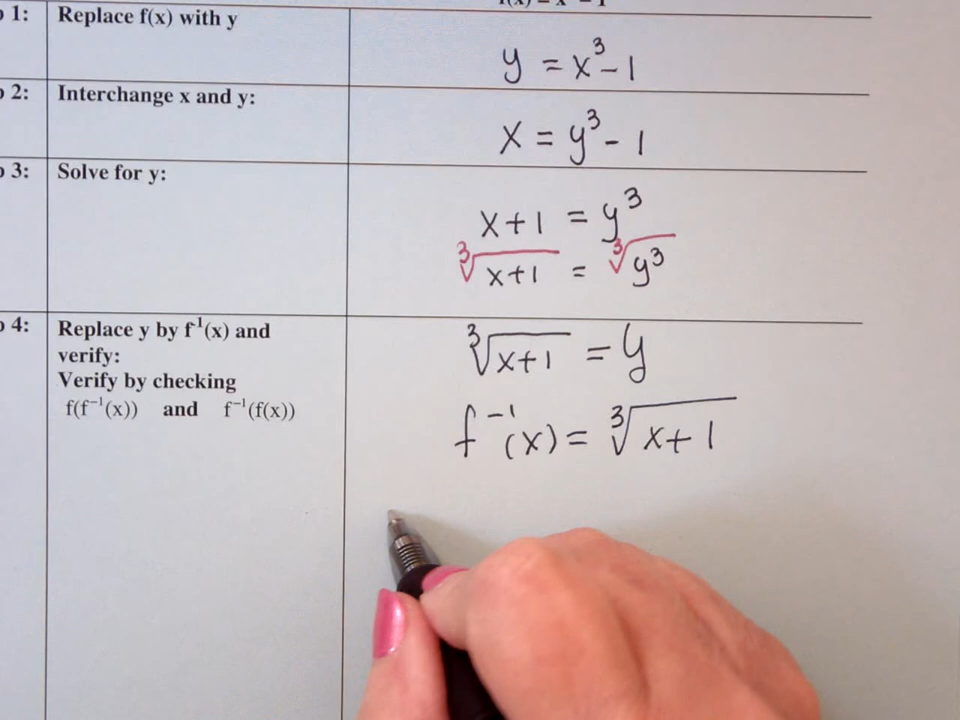 1: Replace f(x) with y
y = x³ - 1
2: Interchange x and y:
x = y³ - 1
3: Solve for y:
x+1 = y³
∛(x+1) = ∛(y³)
4: Replace y by f⁻¹(x) and
verify:
Verify by checking
f(f⁻¹(x)) and f⁻¹(f(x))
∛(x+1) = y
f⁻¹(x) = ∛(x+1)